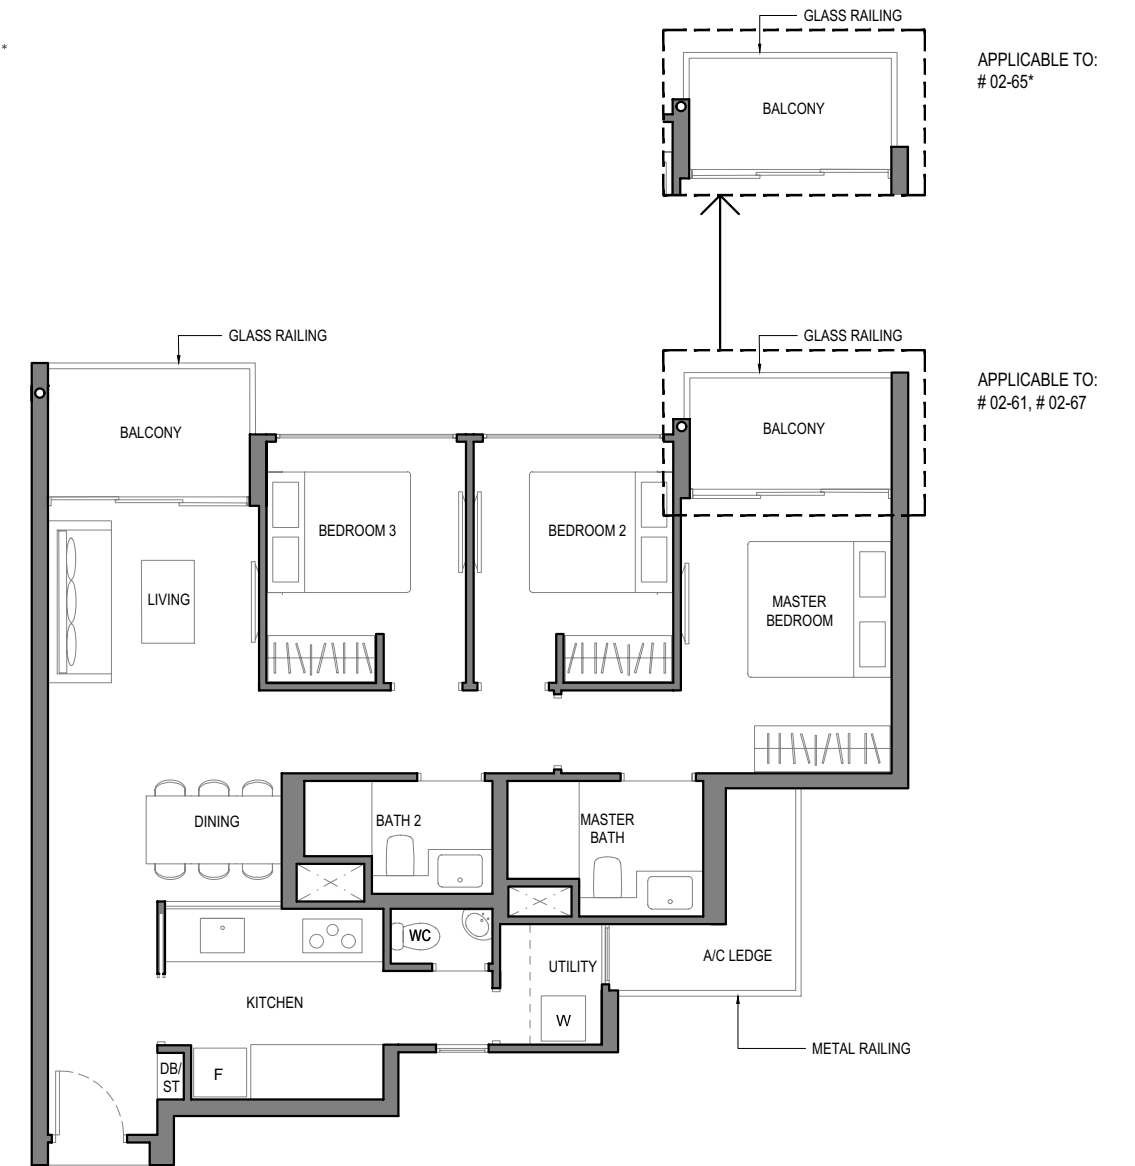 GLASS RAILING
*
APPLICABLE TO:
# 02-65*
BALCONY
GLASS RAILING
GLASS RAILING
APPLICABLE TO:
# 02-61, # 02-67
BALCONY
BALCONY
BEDROOM 3
BEDROOM 2
LIVING
MASTER
BEDROOM
DINING
BATH 2
MASTER
BATH
WC
UTILITY
A/C LEDGE
KITCHEN
W
METAL RAILING
DB/
ST
F